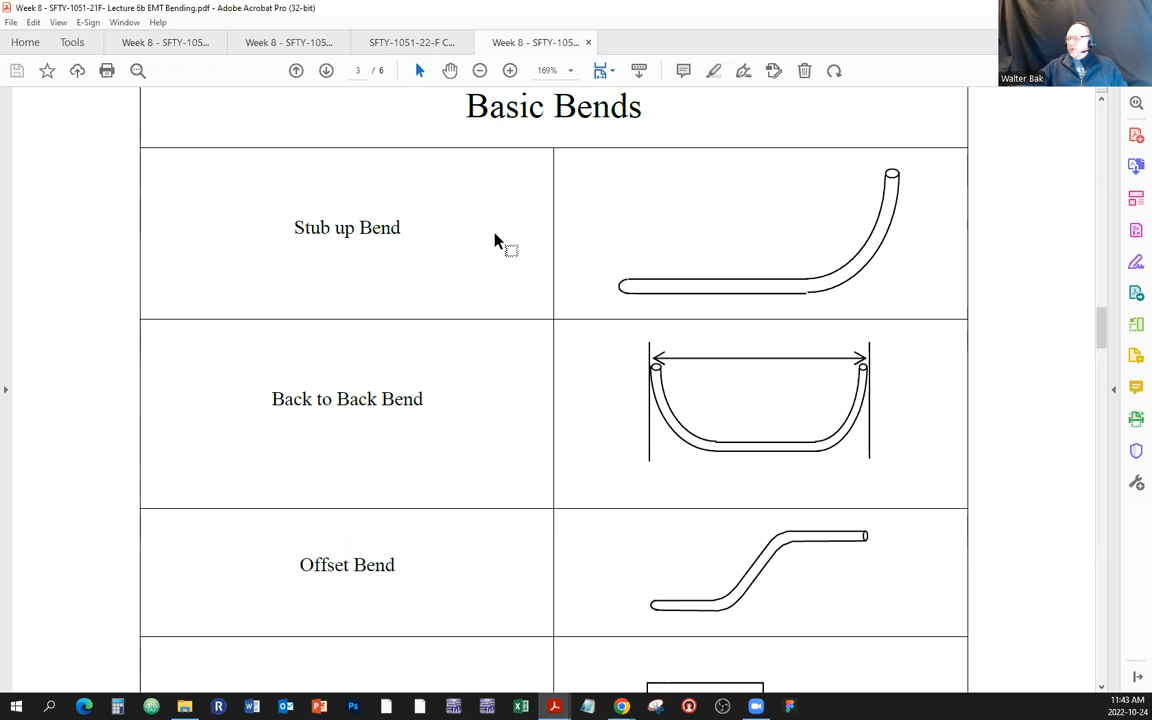 Week 8 - SFTY-1051-21F- Lecture 6b EMT Bending.pdf - Adobe Acrobat Pro (32-bit)
File Edit View E-Sign Window Help
Home Tools Week 8 - SFTY-105... Week 8 - SFTY-105... SFTY-1051-22-F C... Week 8 - SFTY-105... ×
3 / 6 169%
Walter Bak
Basic Bends
Stub up Bend
Back to Back Bend
Offset Bend
11:43 AM
2022-10-24